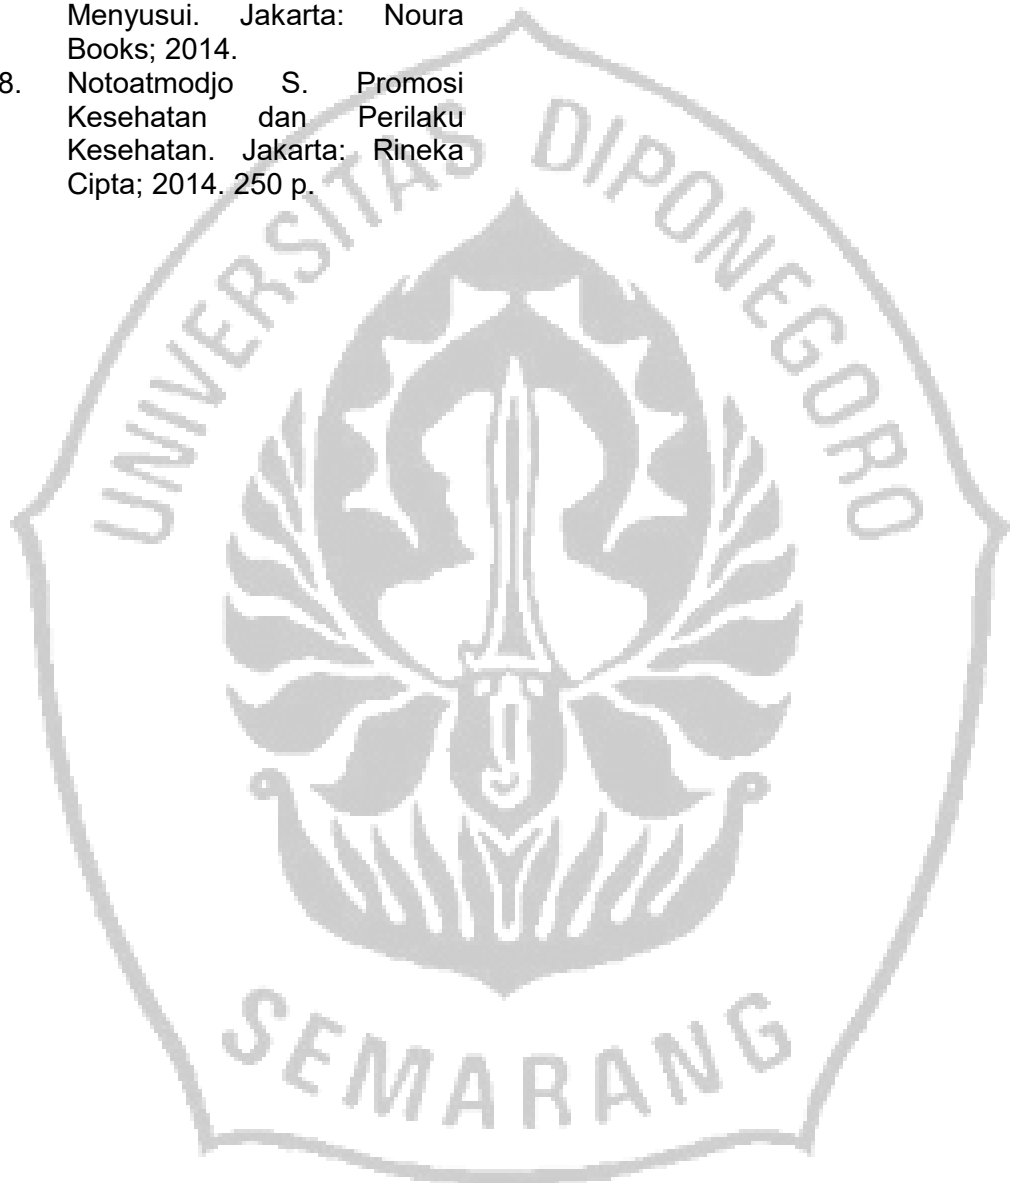 Menyusui. Jakarta: Noura
Books; 2014.
8. Notoatmodjo S. Promosi
Kesehatan dan Perilaku
Kesehatan. Jakarta: Rineka
Cipta; 2014. 250 p.
UNIVERSITAS DIPONEGORO
SEMARANG